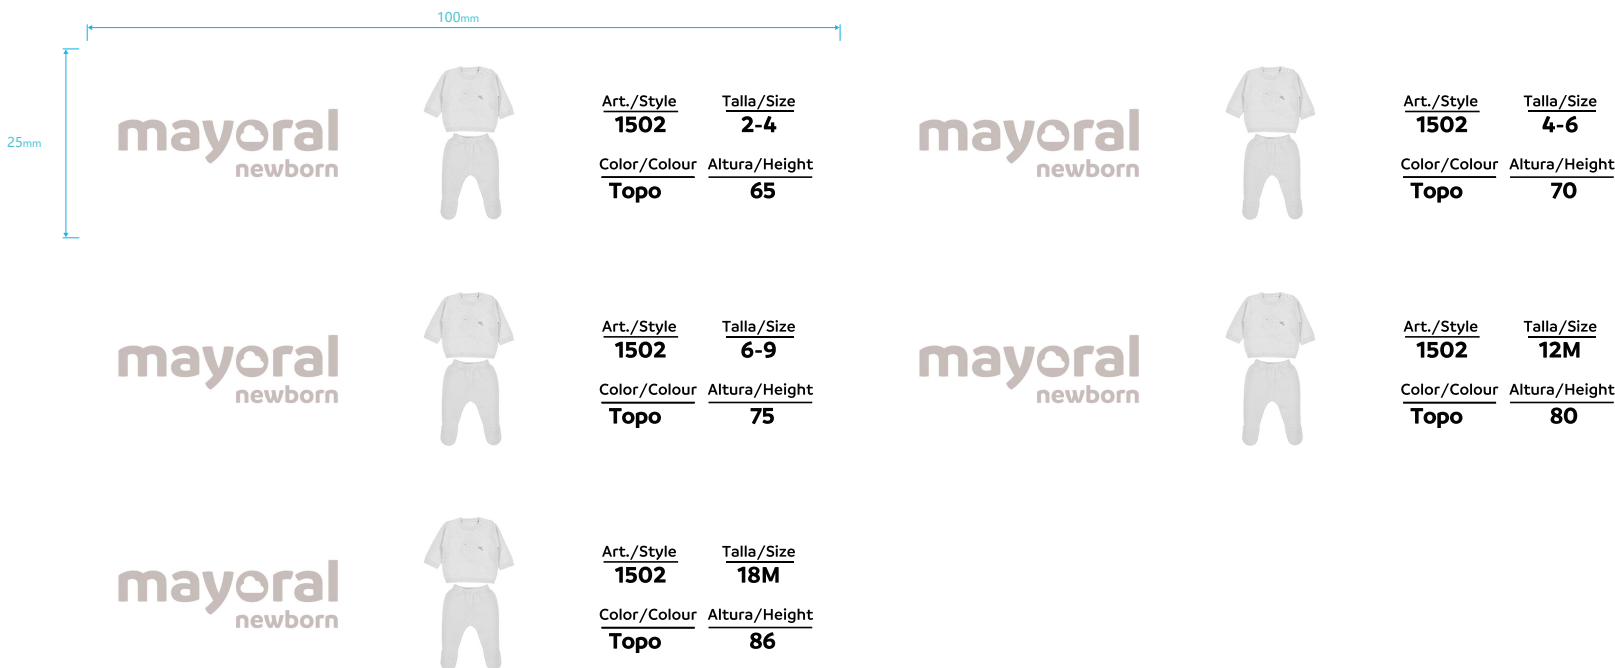 100mm
25mm
mayoral
newborn
Art./Style Talla/Size
1502 2-4
Color/Colour Altura/Height
Topo 65
mayoral
newborn
Art./Style Talla/Size
1502 4-6
Color/Colour Altura/Height
Topo 70
mayoral
newborn
Art./Style Talla/Size
1502 6-9
Color/Colour Altura/Height
Topo 75
mayoral
newborn
Art./Style Talla/Size
1502 12M
Color/Colour Altura/Height
Topo 80
mayoral
newborn
Art./Style Talla/Size
1502 18M
Color/Colour Altura/Height
Topo 86